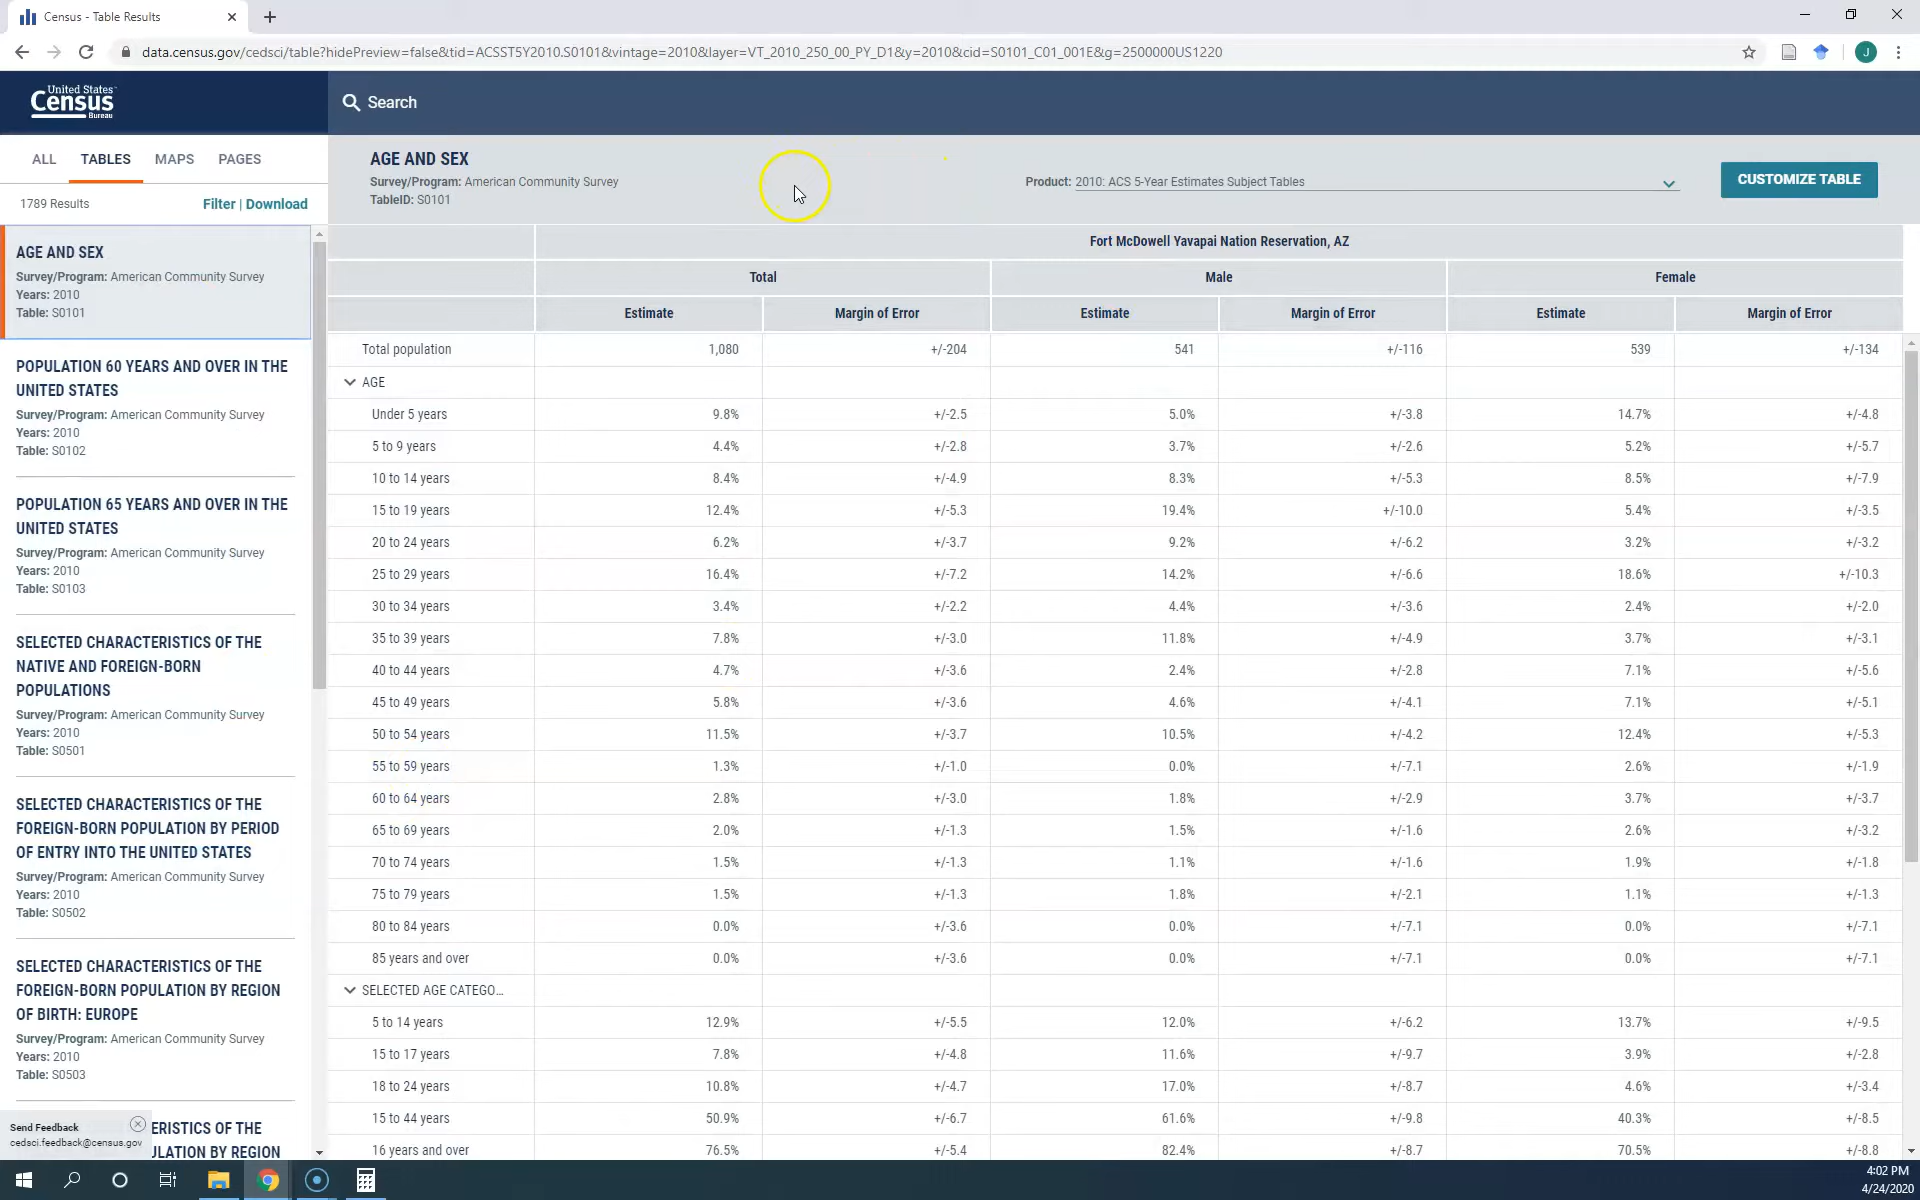 Census - Table Results
data.census.gov/cedsci/table?hidePreview=false&tid=ACSST5Y2010.S0101&vintage=2010&layer=VT_2010_250_00_PY_D1&y=2010&cid=S0101_C01_001E&g=2500000US1220
J
United States
Census
Bureau
Search
ALL TABLES MAPS PAGES
1789 Results Filter | Download
AGE AND SEX
Survey/Program: American Community Survey
Years: 2010
Table: S0101
POPULATION 60 YEARS AND OVER IN THE
UNITED STATES
Survey/Program: American Community Survey
Years: 2010
Table: S0102
POPULATION 65 YEARS AND OVER IN THE
UNITED STATES
Survey/Program: American Community Survey
Years: 2010
Table: S0103
SELECTED CHARACTERISTICS OF THE
NATIVE AND FOREIGN-BORN
POPULATIONS
Survey/Program: American Community Survey
Years: 2010
Table: S0501
SELECTED CHARACTERISTICS OF THE
FOREIGN-BORN POPULATION BY PERIOD
OF ENTRY INTO THE UNITED STATES
Survey/Program: American Community Survey
Years: 2010
Table: S0502
SELECTED CHARACTERISTICS OF THE
FOREIGN-BORN POPULATION BY REGION
OF BIRTH: EUROPE
Survey/Program: American Community Survey
Years: 2010
Table: S0503
ERISTICS OF THE
ULATION BY REGION
Send Feedback
cedsci.feedback@census.gov
AGE AND SEX
Survey/Program: American Community Survey
TableID: S0101
Product: 2010: ACS 5-Year Estimates Subject Tables
CUSTOMIZE TABLE
Fort McDowell Yavapai Nation Reservation, AZ
Total Male Female
Estimate Margin of Error Estimate Margin of Error Estimate Margin of Error
Total population 1,080 +/-204 541 +/-116 539 +/-134
AGE
Under 5 years 9.8% +/-2.5 5.0% +/-3.8 14.7% +/-4.8
5 to 9 years 4.4% +/-2.8 3.7% +/-2.6 5.2% +/-5.7
10 to 14 years 8.4% +/-4.9 8.3% +/-5.3 8.5% +/-7.9
15 to 19 years 12.4% +/-5.3 19.4% +/-10.0 5.4% +/-3.5
20 to 24 years 6.2% +/-3.7 9.2% +/-6.2 3.2% +/-3.2
25 to 29 years 16.4% +/-7.2 14.2% +/-6.6 18.6% +/-10.3
30 to 34 years 3.4% +/-2.2 4.4% +/-3.6 2.4% +/-2.0
35 to 39 years 7.8% +/-3.0 11.8% +/-4.9 3.7% +/-3.1
40 to 44 years 4.7% +/-3.6 2.4% +/-2.8 7.1% +/-5.6
45 to 49 years 5.8% +/-3.6 4.6% +/-4.1 7.1% +/-5.1
50 to 54 years 11.5% +/-3.7 10.5% +/-4.2 12.4% +/-5.3
55 to 59 years 1.3% +/-1.0 0.0% +/-7.1 2.6% +/-1.9
60 to 64 years 2.8% +/-3.0 1.8% +/-2.9 3.7% +/-3.7
65 to 69 years 2.0% +/-1.3 1.5% +/-1.6 2.6% +/-3.2
70 to 74 years 1.5% +/-1.3 1.1% +/-1.6 1.9% +/-1.8
75 to 79 years 1.5% +/-1.3 1.8% +/-2.1 1.1% +/-1.3
80 to 84 years 0.0% +/-3.6 0.0% +/-7.1 0.0% +/-7.1
85 years and over 0.0% +/-3.6 0.0% +/-7.1 0.0% +/-7.1
SELECTED AGE CATEGO...
5 to 14 years 12.9% +/-5.5 12.0% +/-6.2 13.7% +/-9.5
15 to 17 years 7.8% +/-4.8 11.6% +/-9.7 3.9% +/-2.8
18 to 24 years 10.8% +/-4.7 17.0% +/-8.7 4.6% +/-3.4
15 to 44 years 50.9% +/-6.7 61.6% +/-9.8 40.3% +/-8.5
16 years and over 76.5% +/-5.4 82.4% +/-8.7 70.5% +/-8.8
4:02 PM
4/24/2020